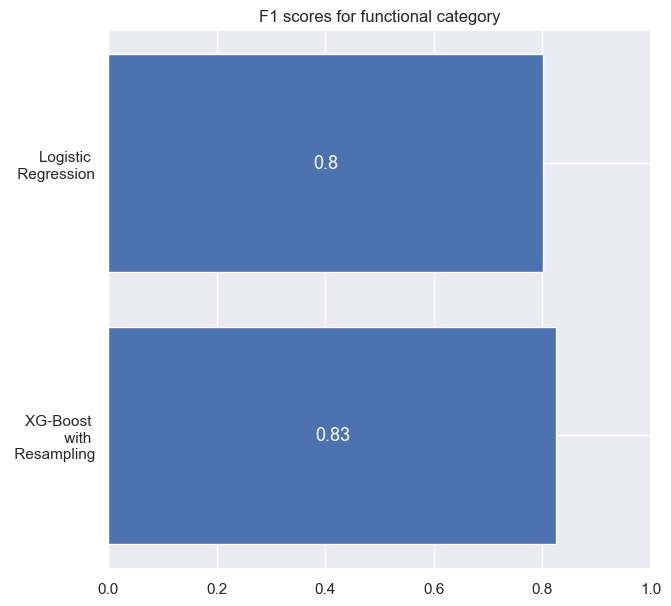 F1 scores for functional category
Logistic
Regression
0.8
XG-Boost
with
Resampling
0.83
0.0 0.2 0.4 0.6 0.8 1.0